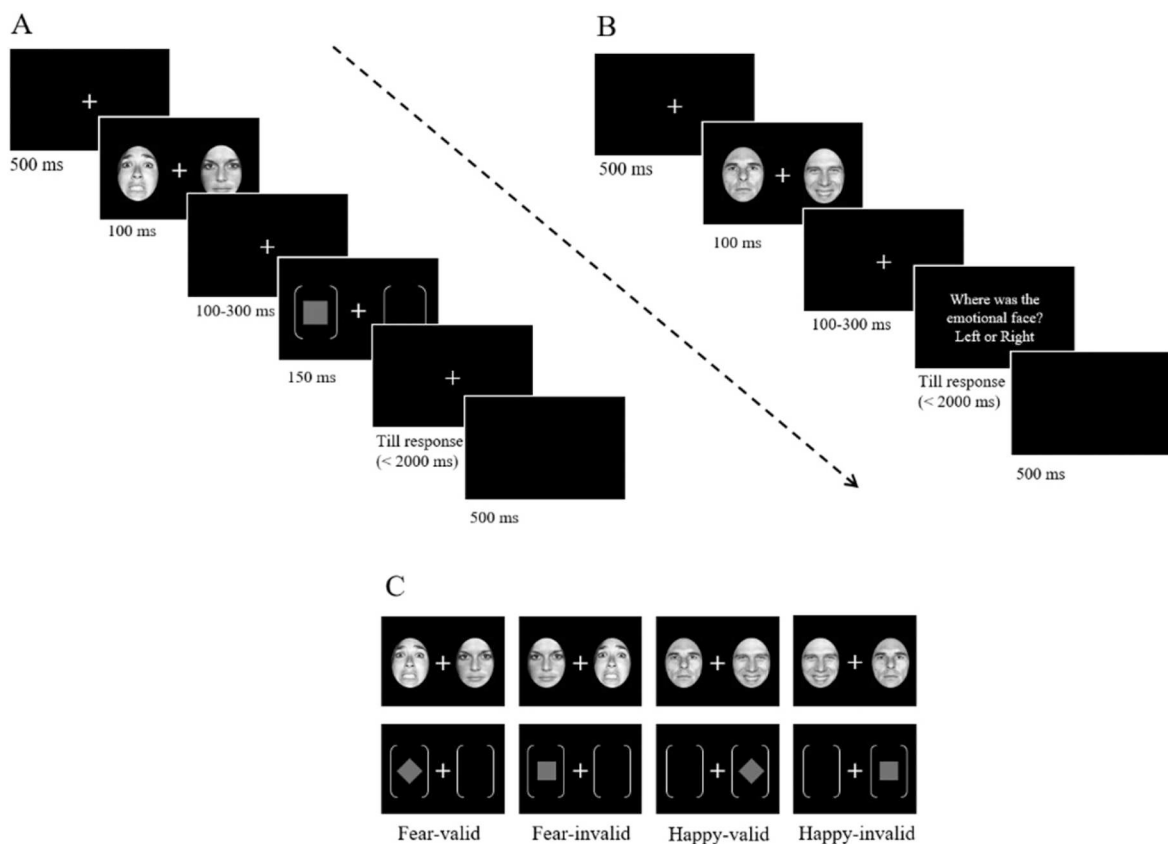 A
500 ms
100 ms
100-300 ms
150 ms
Till response
(< 2000 ms)
500 ms
B
500 ms
100 ms
100-300 ms
Where was the
emotional face?
Left or Right
Till response
(< 2000 ms)
500 ms
C
Fear-valid
Fear-invalid
Happy-valid
Happy-invalid